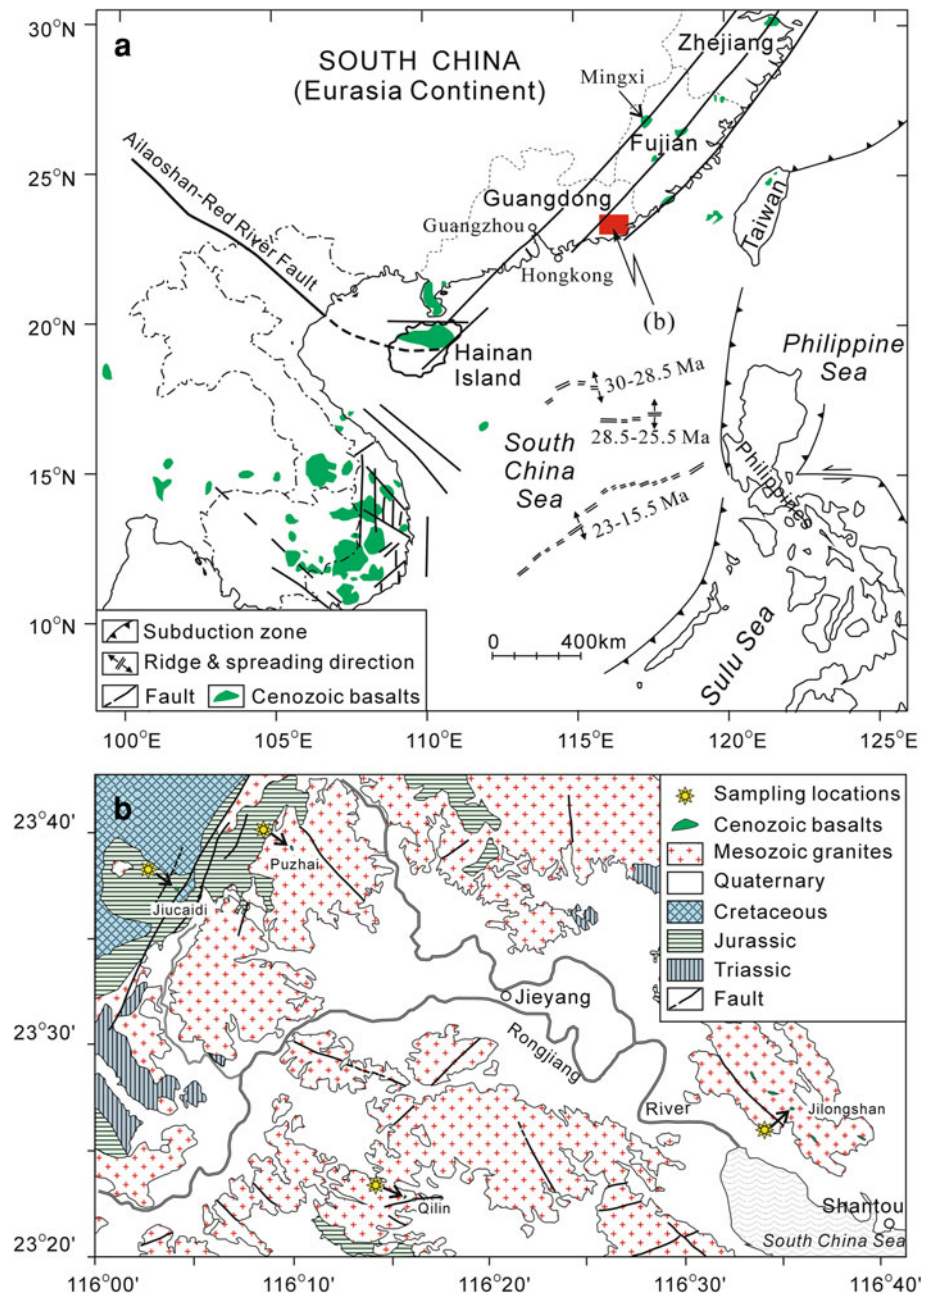 a
30°N
25°N
20°N
15°N
10°N
100°E
105°E
110°E
115°E
120°E
125°E
SOUTH CHINA
(Eurasia Continent)
Zhejiang
Mingxi
Fujian
Ailaoshan-Red River Fault
Guangdong
Guangzhou
Hongkong
Taiwan
(b)
Hainan
Island
Philippine
Sea
30-28.5 Ma
28.5-25.5 Ma
South
China
Sea
23-15.5 Ma
Philippines
Sulu Sea
0 400km
Subduction zone
Ridge & spreading direction
Fault
Cenozoic basalts
b
23°40'
23°30'
23°20'
116°00'
116°10'
116°20'
116°30'
116°40'
Puzhai
Jiucaidi
Jieyang
Rongjiang
River
Jilongshan
Qilin
Shantou
South China Sea
Sampling locations
Cenozoic basalts
Mesozoic granites
Quaternary
Cretaceous
Jurassic
Triassic
Fault